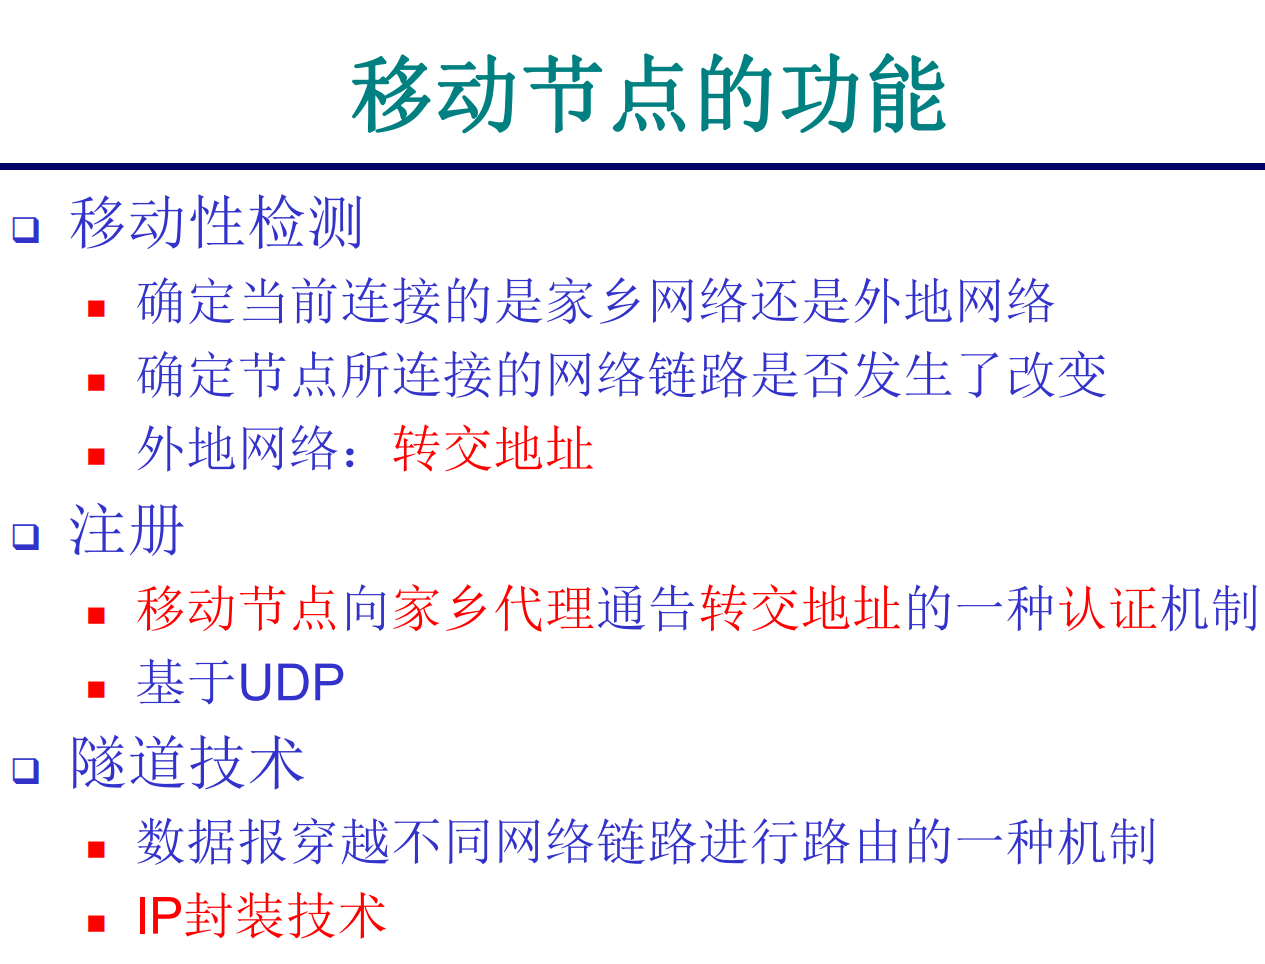 移动节点的功能
移动性检测
确定当前连接的是家乡网络还是外地网络
确定节点所连接的网络链路是否发生了改变
外地网络：转交地址
注册
移动节点向家乡代理通告转交地址的一种认证机制
基于UDP
隧道技术
数据报穿越不同网络链路进行路由的一种机制
IP封装技术